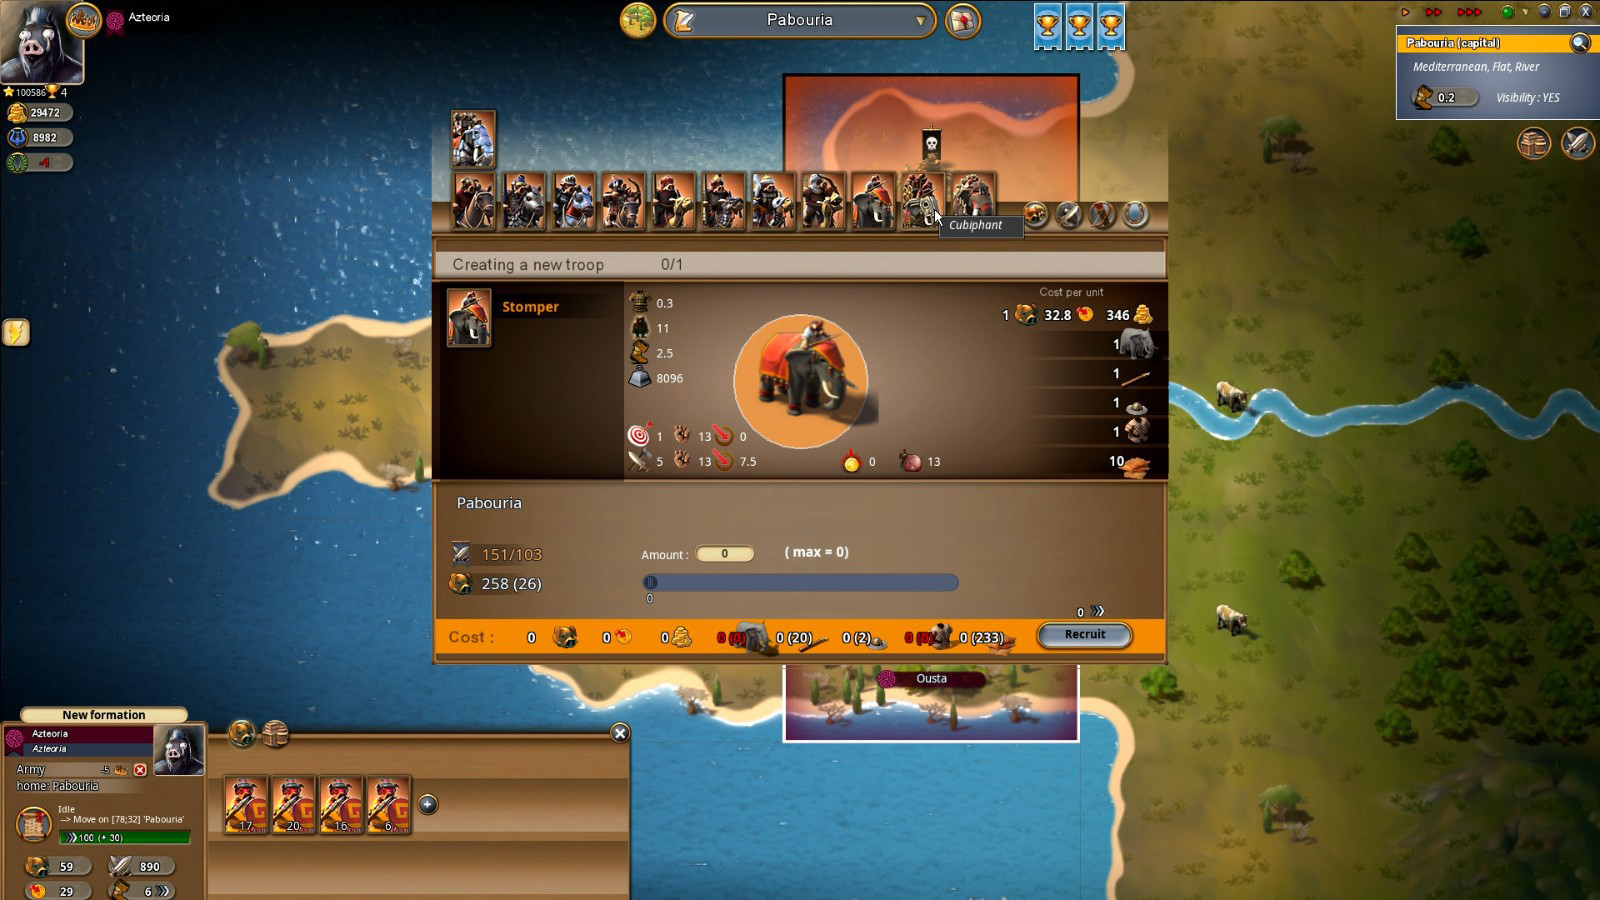 Azteoria
Pabouria
100586 4
29472
8982
-1
Pabouria (capital)
Mediterranean, Flat, River
0.2 Visibility : YES
Cubiphant
Creating a new troop 0/1
Stomper
0.3
11
2.5
8096
1 13 0
5 13 7.5 0 13
Cost per unit
1 32.8 346
1
1
1
1
10
Pabouria
151/103
258 (26)
Amount : 0 ( max = 0)
0
0
Cost : 0 0 0 0 (0) 0 (20) 0 (2) 0 (0) 0 (233)
Recruit
Ousta
New formation
Azteoria
Azteoria
Army -5
home: Pabouria
Idle
--> Move on [78;32] 'Pabouria'
100 (+ 30)
59 890
29 6
17 20 16 6